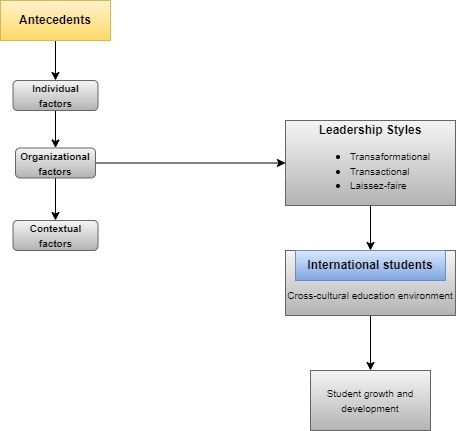 Antecedents
Individual
factors
Organizational
factors
Contextual
factors
Leadership Styles
Transaformational
Transactional
Laissez-faire
International students
Cross-cultural education environment
Student growth and
development